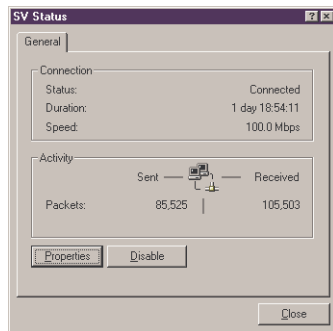 SV Status
General
Connection
Status: Connected
Duration: 1 day 18:54:11
Speed: 100.0 Mbps
Activity
Sent — — Received
Packets: 85,525 | 105,503
Properties Disable
Close